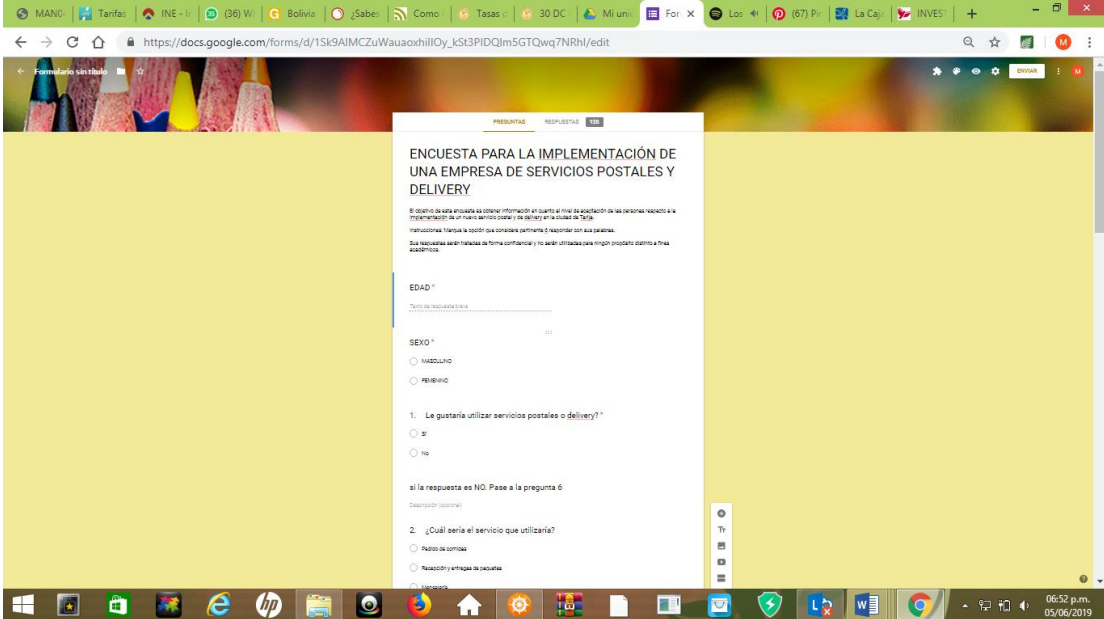 MAN0
Tarifas
INE - In
(36) W
Bolivia
¿Sabes
Como
Tasas d
30 DC
Mi unic
For
Los
(67) Pin
La Caja
INVEST
https://docs.google.com/forms/d/
Formulario sin título
ENVIAR
M
PREGUNTAS RESPUESTAS 138
ENCUESTA PARA LA IMPLEMENTACIÓN DE
UNA EMPRESA DE SERVICIOS POSTALES Y
DELIVERY
El objetivo de este encuesta es obtener información en cuanto al nivel de aceptación de las personas respecto a la
implementación de un nuevo servicio postal y de delivery en la ciudad de Tarija.
Instrucciones: Marque la opción que considere pertinente ó responder con sus palabras.
Sus respuestas serán tratadas de forma confidencial y no serán utilizadas para ningún propósito distinto a fines
académicos.
EDAD *
Texto de respuesta breve
SEXO *
MASCULINO
FEMENINO
1. Le gustaría utilizar servicios postales o delivery? *
SI
No
si la respuesta es NO. Pase a la pregunta 6
Descripción (opcional)
2. ¿Cuál sería el servicio que utilizaría?
Pedido de comidas
Recepción y entregas de paquetes
Mensajería
06:52 p.m.
05/06/2019